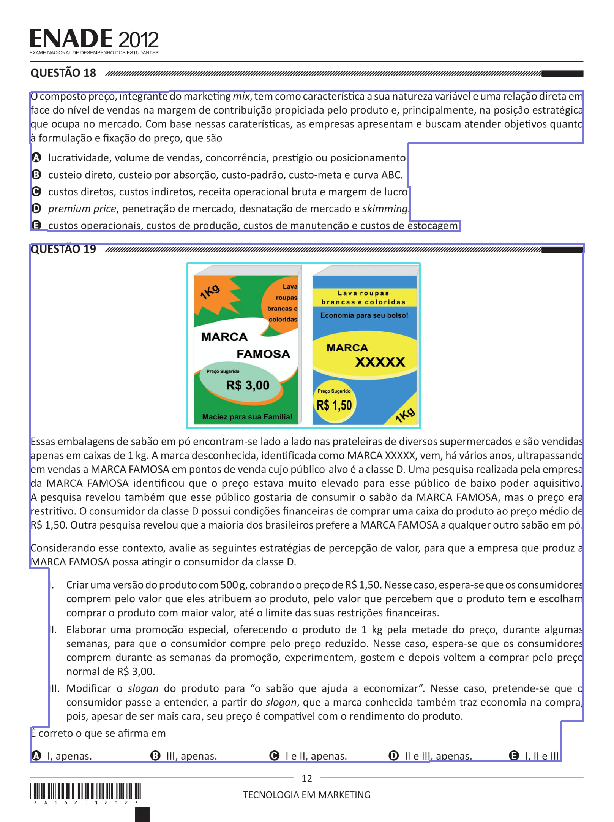 ENADE 2012
EXAME NACIONAL DE DESEMPENHO DOS ESTUDANTES
QUESTÃO 18
O composto preço, integrante do marketing mix, tem como característica a sua natureza variável e uma relação direta em
face do nível de vendas na margem de contribuição propiciada pelo produto e, principalmente, na posição estratégica
que ocupa no mercado. Com base nessas caraterísticas, as empresas apresentam e buscam atender objetivos quanto
à formulação e fixação do preço, que são
A lucratividade, volume de vendas, concorrência, prestígio ou posicionamento.
B custeio direto, custeio por absorção, custo-padrão, custo-meta e curva ABC.
C custos diretos, custos indiretos, receita operacional bruta e margem de lucro.
D premium price, penetração de mercado, desnatação de mercado e skimming.
E custos operacionais, custos de produção, custos de manutenção e custos de estocagem.
QUESTÃO 19
1Kg
Lava
roupas
brancas e
coloridas
MARCA
FAMOSA
Preço Sugerido
R$ 3,00
Maciez para sua Família!
Lava roupas
brancas e coloridas
Economia para seu bolso!
MARCA
XXXXX
Preço Sugerido
R$ 1,50
1Kg
Essas embalagens de sabão em pó encontram-se lado a lado nas prateleiras de diversos supermercados e são vendidas
apenas em caixas de 1 kg. A marca desconhecida, identificada como MARCA XXXXX, vem, há vários anos, ultrapassando
em vendas a MARCA FAMOSA em pontos de venda cujo público-alvo é a classe D. Uma pesquisa realizada pela empresa
da MARCA FAMOSA identificou que o preço estava muito elevado para esse público de baixo poder aquisitivo.
A pesquisa revelou também que esse público gostaria de consumir o sabão da MARCA FAMOSA, mas o preço era
restritivo. O consumidor da classe D possui condições financeiras de comprar uma caixa do produto ao preço médio de
R$ 1,50. Outra pesquisa revelou que a maioria dos brasileiros prefere a MARCA FAMOSA a qualquer outro sabão em pó.
Considerando esse contexto, avalie as seguintes estratégias de percepção de valor, para que a empresa que produz a
MARCA FAMOSA possa atingir o consumidor da classe D.
I. Criar uma versão do produto com 500 g, cobrando o preço de R$ 1,50. Nesse caso, espera-se que os consumidores
comprem pelo valor que eles atribuem ao produto, pelo valor que percebem que o produto tem e escolham
comprar o produto com maior valor, até o limite das suas restrições financeiras.
II. Elaborar uma promoção especial, oferecendo o produto de 1 kg pela metade do preço, durante algumas
semanas, para que o consumidor compre pelo preço reduzido. Nesse caso, espera-se que os consumidores
comprem durante as semanas da promoção, experimentem, gostem e depois voltem a comprar pelo preço
normal de R$ 3,00.
III. Modificar o slogan do produto para “o sabão que ajuda a economizar”. Nesse caso, pretende-se que o
consumidor passe a entender, a partir do slogan, que a marca conhecida também traz economia na compra,
pois, apesar de ser mais cara, seu preço é compatível com o rendimento do produto.
É correto o que se afirma em
A I, apenas. B III, apenas. C I e II, apenas. D II e III, apenas. E I, II e III.
12
TECNOLOGIA EM MARKETING